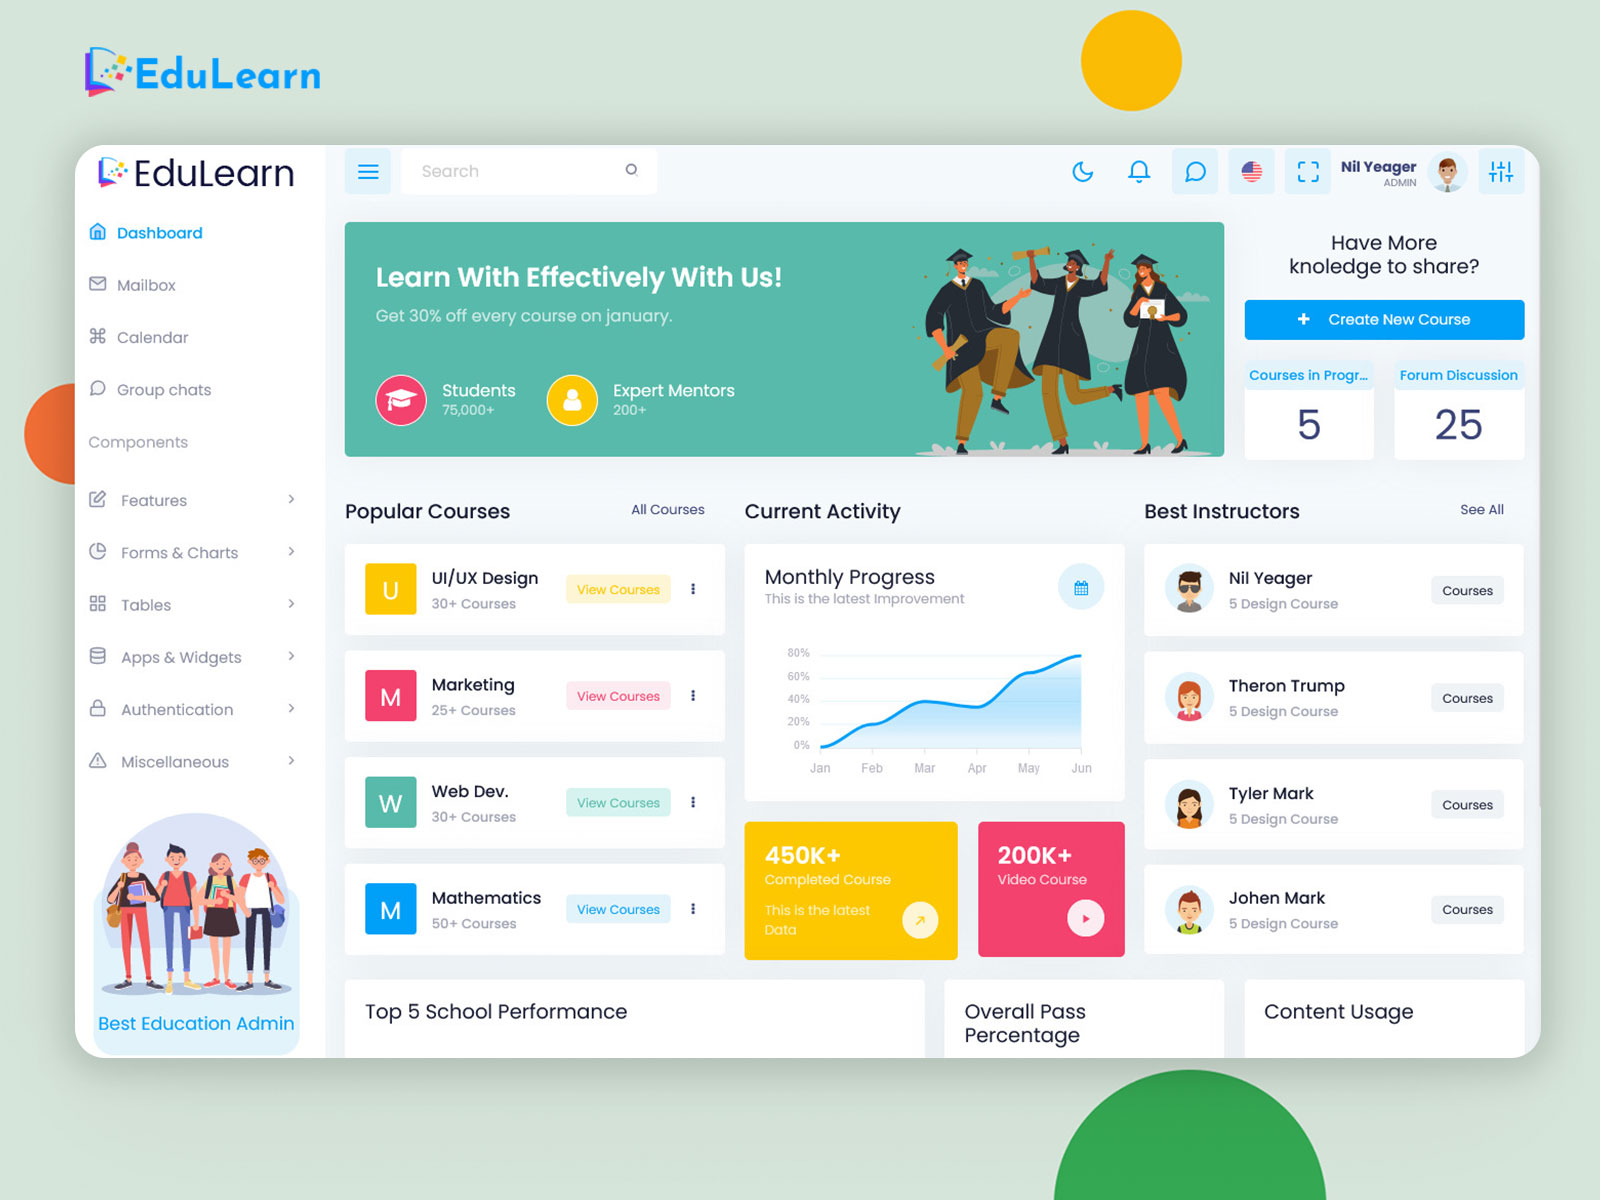 EduLearn
EduLearn
Search
Nil Yeager
ADMIN
Dashboard
Mailbox
Calendar
Group chats
Components
Features
Forms & Charts
Tables
Apps & Widgets
Authentication
Miscellaneous
Best Education Admin
Learn With Effectively With Us!
Get 30% off every course on january.
Students
75,000+
Expert Mentors
200+
Have More
knoledge to share?
+ Create New Course
Courses in Progr...
5
Forum Discussion
25
Popular Courses
All Courses
U
UI/UX Design
30+ Courses
View Courses
M
Marketing
25+ Courses
View Courses
W
Web Dev.
30+ Courses
View Courses
M
Mathematics
50+ Courses
View Courses
Current Activity
Monthly Progress
This is the latest Improvement
80%
60%
40%
20%
0%
Jan Feb Mar Apr May Jun
450K+
Completed Course
This is the latest
Data
200K+
Video Course
Best Instructors
See All
Nil Yeager
5 Design Course
Courses
Theron Trump
5 Design Course
Courses
Tyler Mark
5 Design Course
Courses
Johen Mark
5 Design Course
Courses
Top 5 School Performance
Overall Pass
Percentage
Content Usage